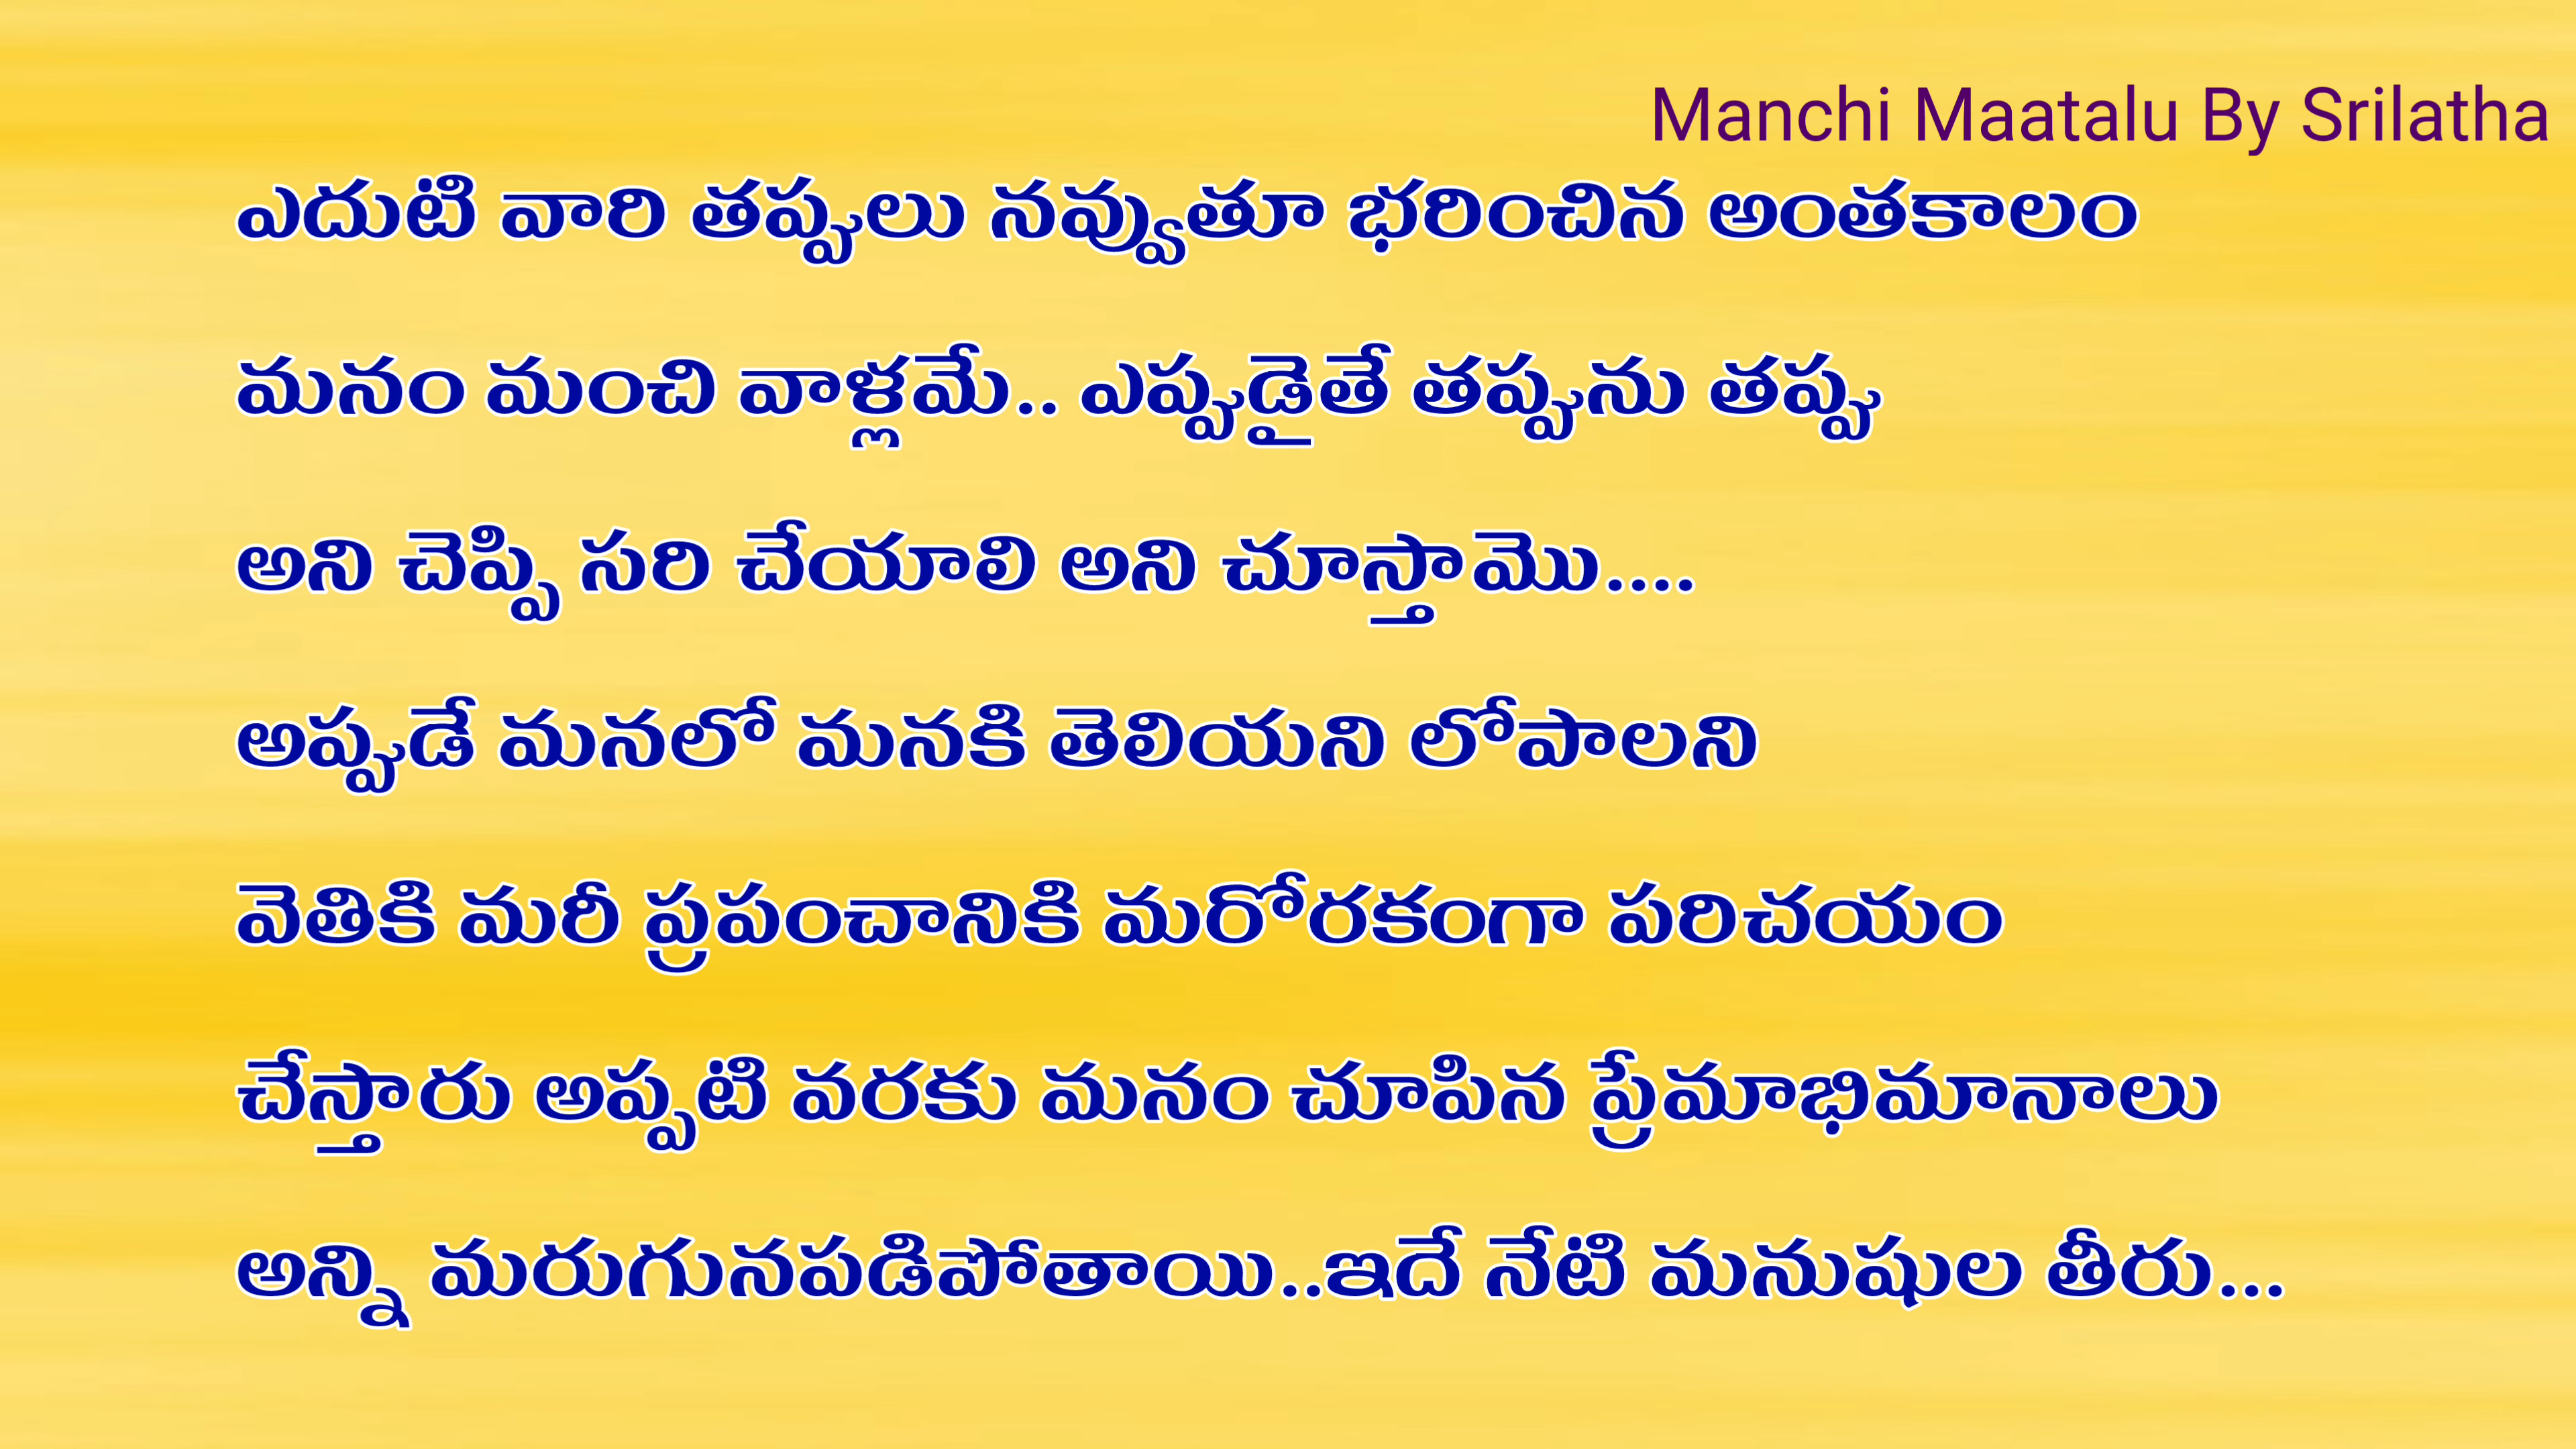 Manchi Maatalu By Srilatha
ఎదుటి వారి తప్పులు నవ్వుతూ భరించిన అంతకాలం
మనం మంచి వాళ్లమే.. ఎప్పుడైతే తప్పును తప్పు
అని చెప్పి సరి చేయాలి అని చూస్తామొ....
అప్పుడే మనలో మనకి తెలియని లోపాలని
వెతికి మరీ ప్రపంచానికి మరోరకంగా పరిచయం
చేస్తారు అప్పటి వరకు మనం చూపిన ప్రేమాభిమానాలు
అన్ని మరుగునపడిపోతాయి..ఇదే నేటి మనుషుల తీరు...